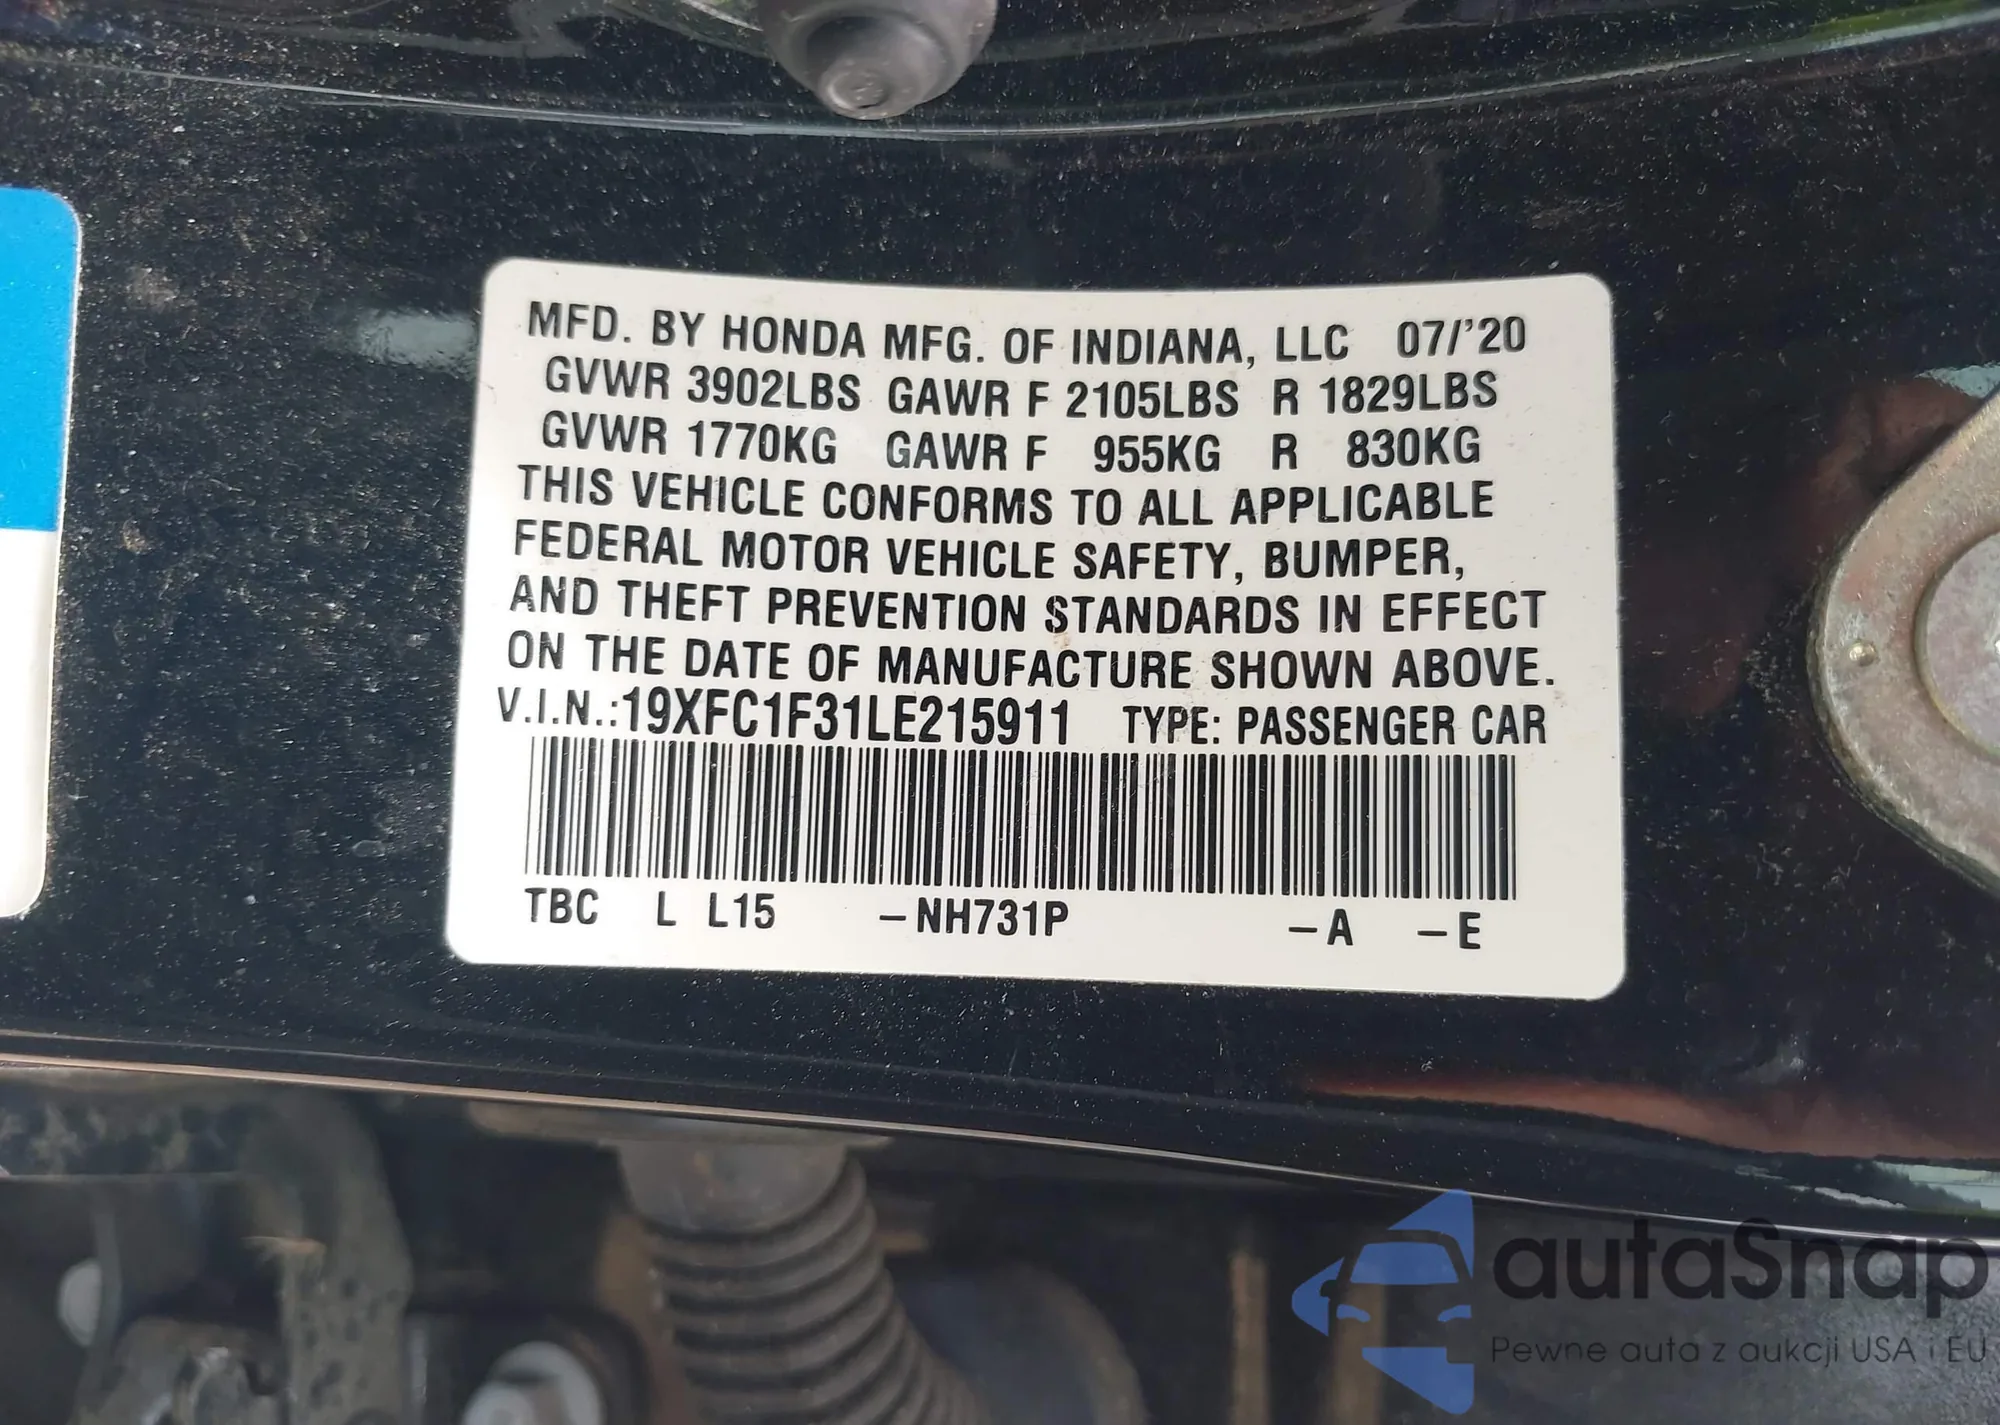 MFD. BY HONDA MFG. OF INDIANA, LLC 07/'20
GVWR 3902LBS GAWR F 2105LBS R 1829LBS
GVWR 1770KG GAWR F 955KG R 830KG
THIS VEHICLE CONFORMS TO ALL APPLICABLE
FEDERAL MOTOR VEHICLE SAFETY, BUMPER,
AND THEFT PREVENTION STANDARDS IN EFFECT
ON THE DATE OF MANUFACTURE SHOWN ABOVE.
V.I.N.:19XFC1F31LE215911 TYPE: PASSENGER CAR
TBC L L15 –NH731P –A –E
autaSnap
Pewne auta z aukcji USA i EU